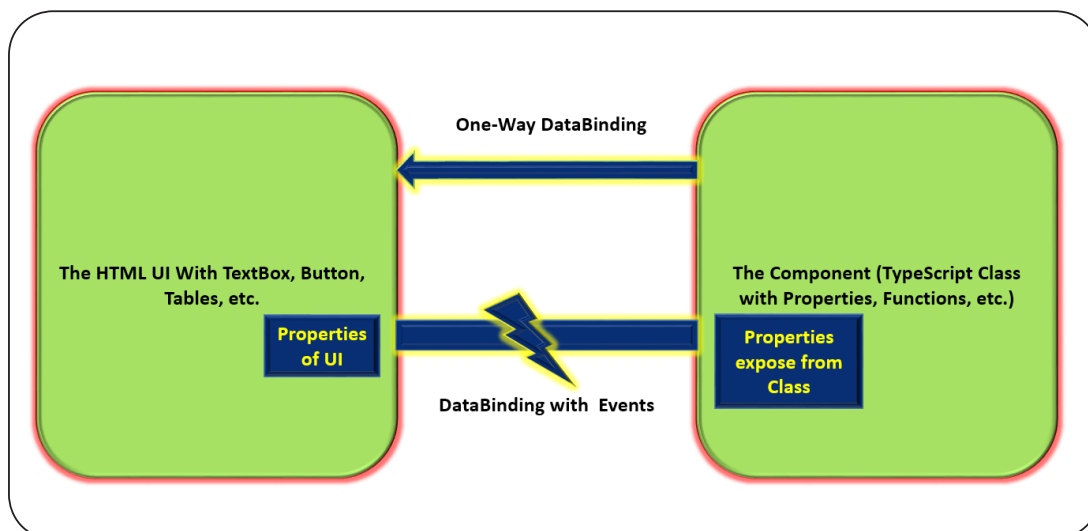 One-Way DataBinding
The HTML UI With TextBox, Button,
Tables, etc.
The Component (TypeScript Class
with Properties, Functions, etc.)
Properties
of UI
Properties
expose from
Class
DataBinding with Events